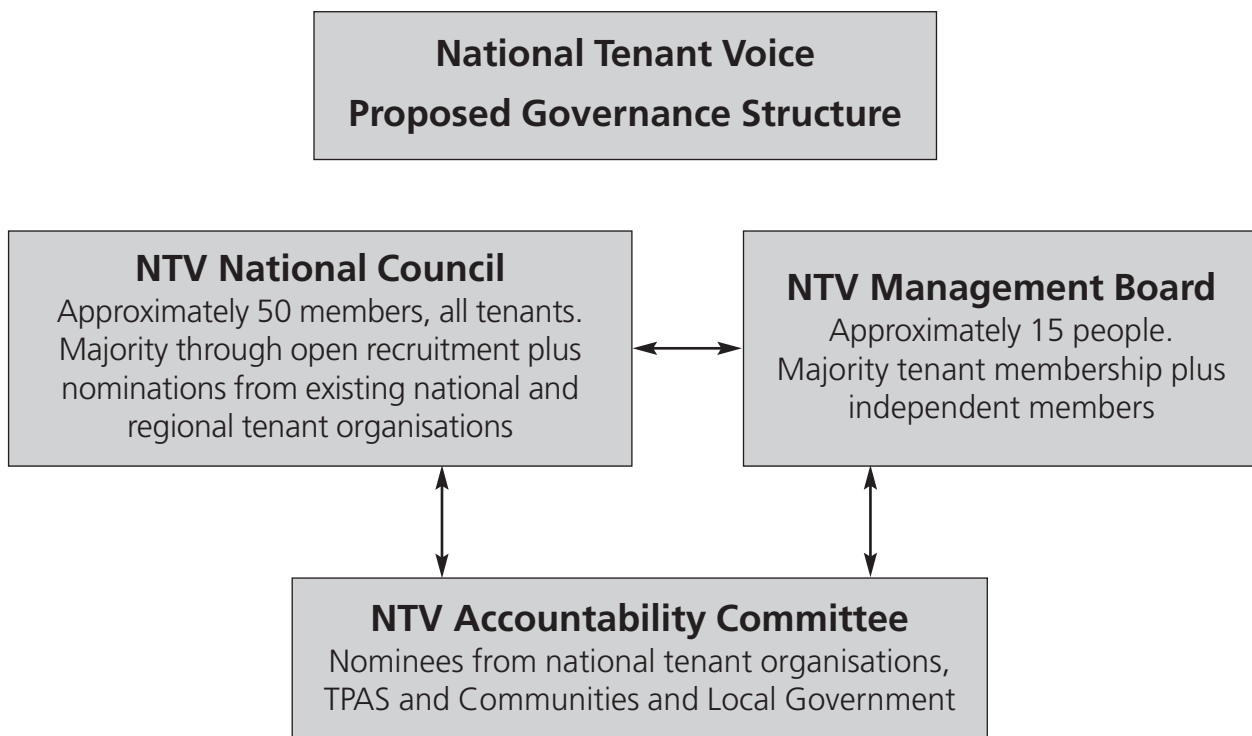 National Tenant Voice
Proposed Governance Structure
NTV National Council
Approximately 50 members, all tenants.
Majority through open recruitment plus
nominations from existing national and
regional tenant organisations
NTV Management Board
Approximately 15 people.
Majority tenant membership plus
independent members
NTV Accountability Committee
Nominees from national tenant organisations,
TPAS and Communities and Local Government